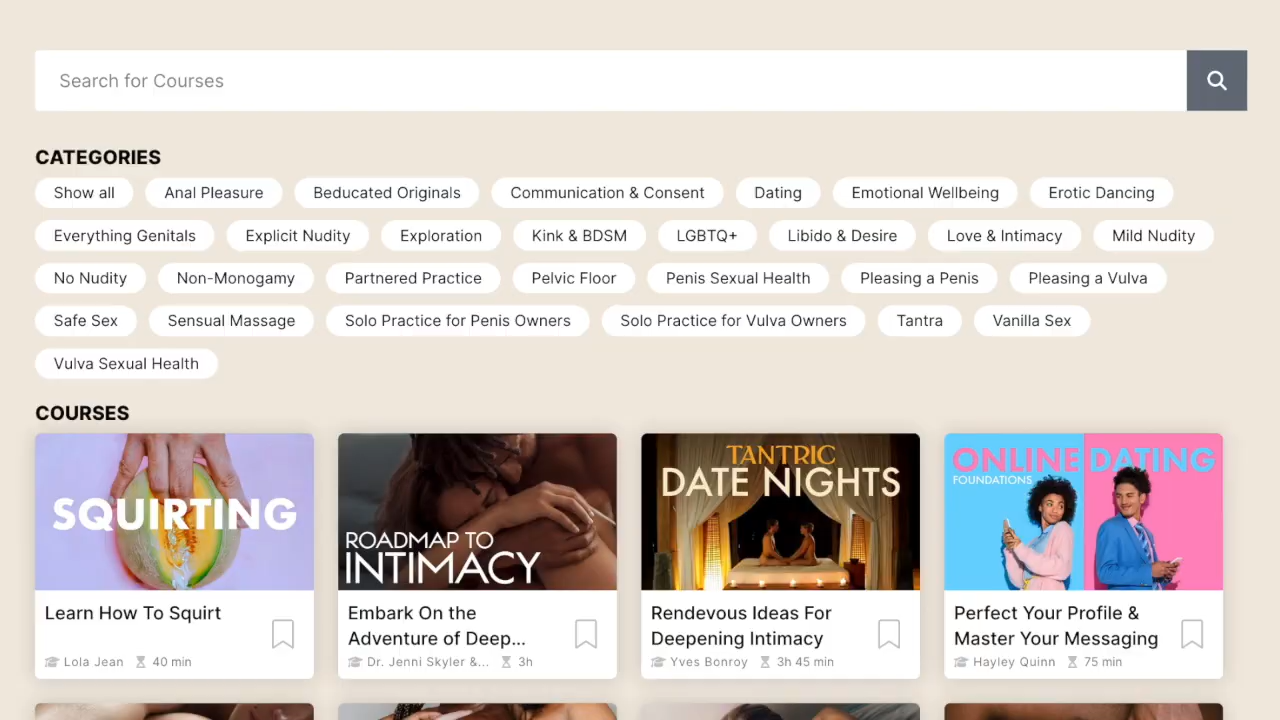 Search for Courses
CATEGORIES
Show all Anal Pleasure Beducated Originals Communication & Consent Dating Emotional Wellbeing Erotic Dancing
Everything Genitals Explicit Nudity Exploration Kink & BDSM LGBTQ+ Libido & Desire Love & Intimacy Mild Nudity
No Nudity Non-Monogamy Partnered Practice Pelvic Floor Penis Sexual Health Pleasing a Penis Pleasing a Vulva
Safe Sex Sensual Massage Solo Practice for Penis Owners Solo Practice for Vulva Owners Tantra Vanilla Sex
Vulva Sexual Health
COURSES
SQUIRTING
Learn How To Squirt
Lola Jean 40 min
ROADMAP TO
INTIMACY
Embark On the
Adventure of Deep...
Dr. Jenni Skyler &... 3h
TANTRIC
DATE NIGHTS
Rendevous Ideas For
Deepening Intimacy
Yves Bonroy 3h 45 min
ONLINE DATING
FOUNDATIONS
Perfect Your Profile &
Master Your Messaging
Hayley Quinn 75 min